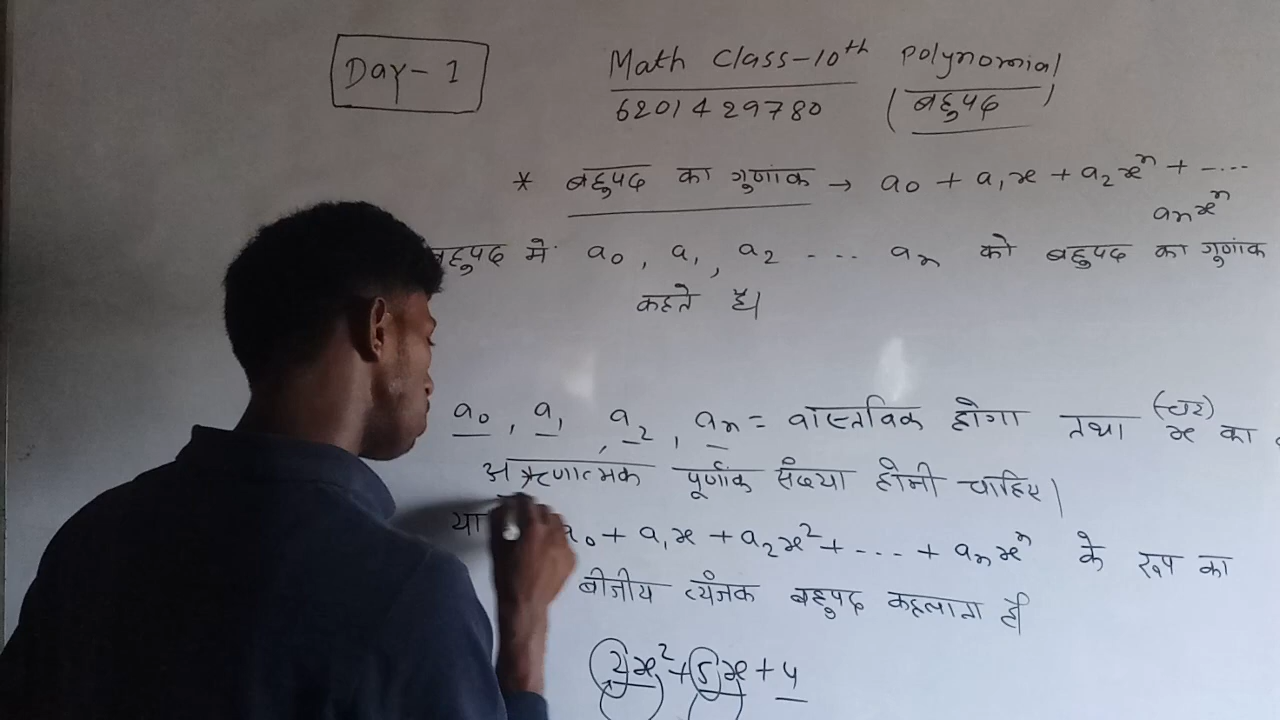 Day-1
Math Class-10th Polynomial
6201429780 (बहुपद)
* बहुपद का गुणांक → a₀ + a₁x + a₂xⁿ + -----
aₙxⁿ
बहुपद में a₀, a₁, a₂ --- aₙ को बहुपद का गुणांक
कहते हैं।
a₀, a₁, a₂, aₙ = वास्तविक होगा तथा (चर) x का
अऋणात्मक पूर्णांक संख्या होनी चाहिए।
या a₀ + a₁x + a₂x² + --- + aₙxⁿ के रूप का
बीजीय व्यंजक बहुपद कहलाता है
2x² + 5x + 4